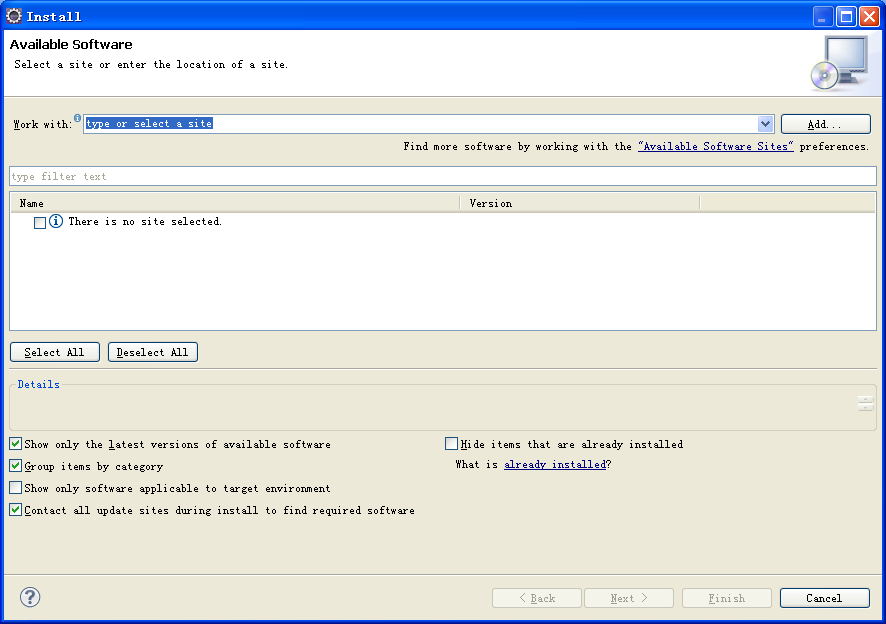 Install
Available Software
Select a site or enter the location of a site.
Work with: type or select a site Add...
Find more software by working with the "Available Software Sites" preferences.
type filter text
Name Version
There is no site selected.
Select All Deselect All
Details
Show only the latest versions of available software Hide items that are already installed
Group items by category What is already installed?
Show only software applicable to target environment
Contact all update sites during install to find required software
? < Back Next > Finish Cancel